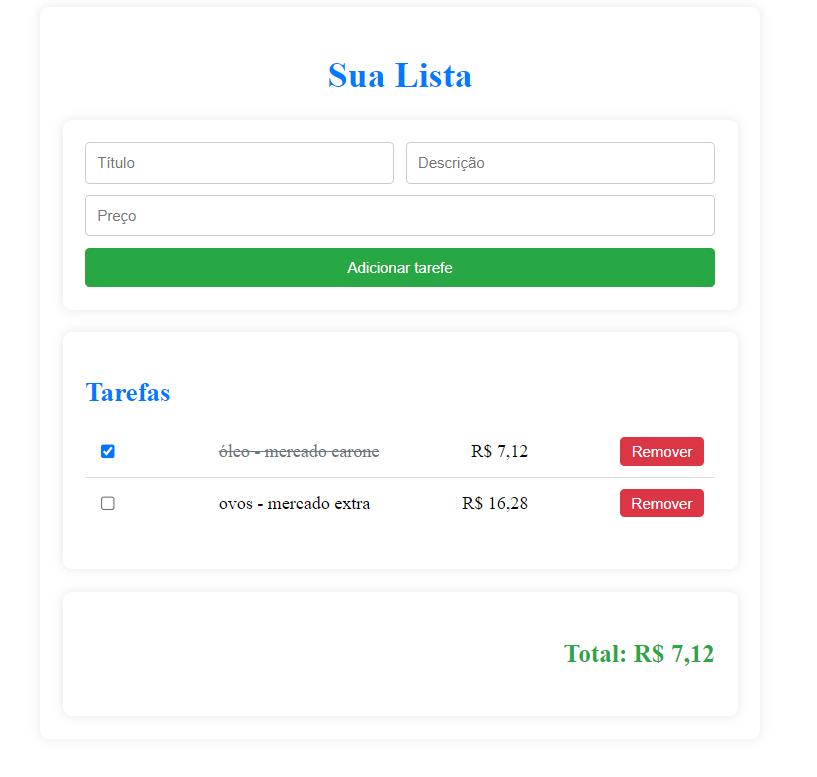 Sua Lista
Título Descrição
Preço
Adicionar tarefe
Tarefas
óleo - mercado carone R$ 7,12 Remover
ovos - mercado extra R$ 16,28 Remover
Total: R$ 7,12